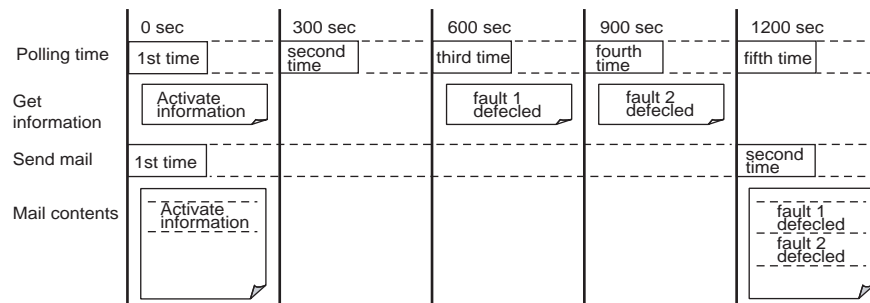 0 sec 300 sec 600 sec 900 sec 1200 sec
Polling time 1st time second time third time fourth time fifth time
Get information Activate information fault 1 defecled fault 2 defecled
Send mail 1st time second time
Mail contents Activate information fault 1 defecled fault 2 defecled